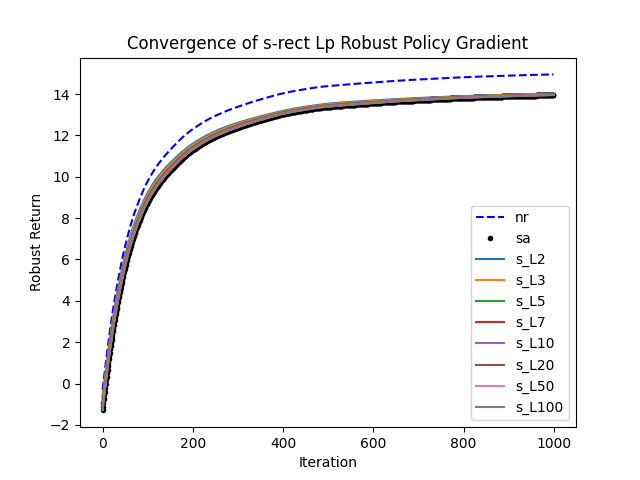 Convergence of s-rect Lp Robust Policy Gradient
Robust Return
14
12
10
8
6
4
2
0
−2
nr
sa
s_L2
s_L3
s_L5
s_L7
s_L10
s_L20
s_L50
s_L100
0 200 400 600 800 1000
Iteration